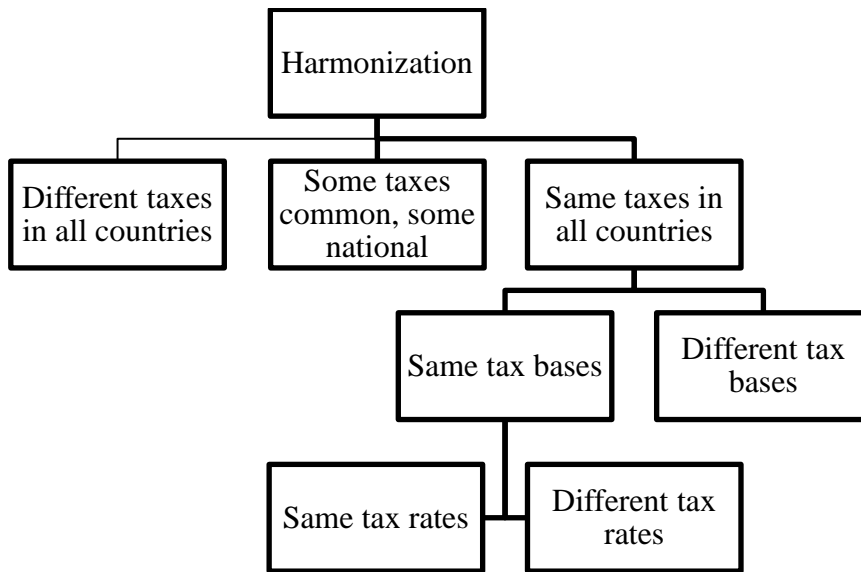 Harmonization
Different taxes
in all countries
Some taxes
common, some
national
Same taxes in
all countries
Same tax bases
Different tax
bases
Same tax rates
Different tax
rates